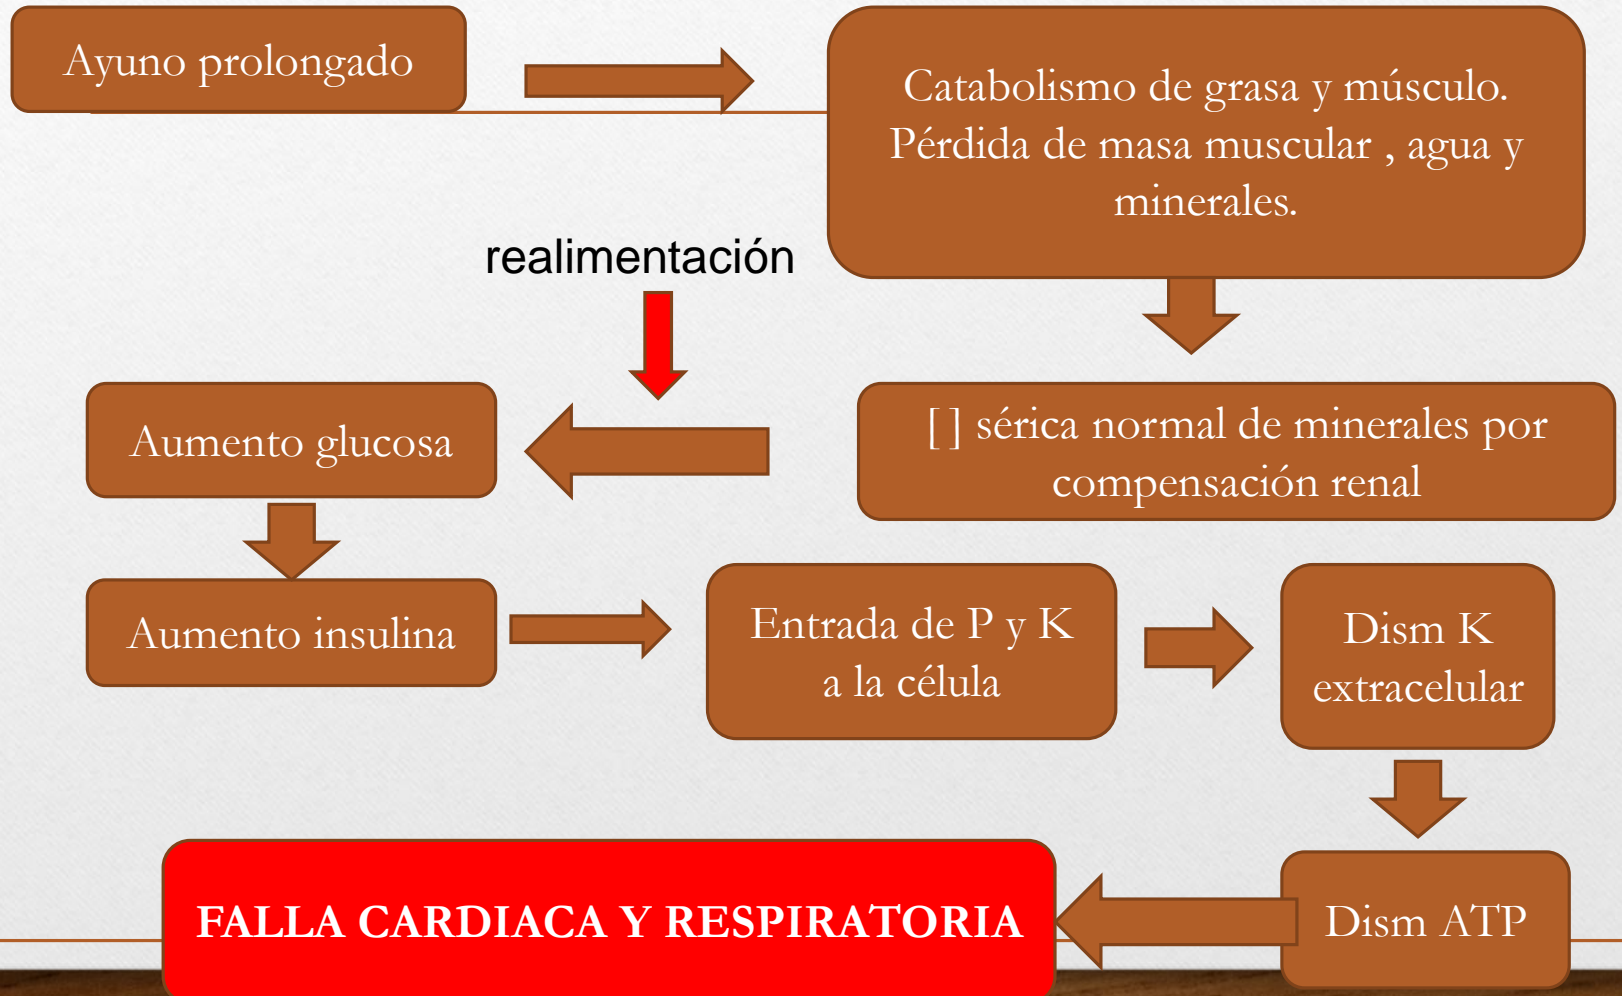 Ayuno prolongado
Catabolismo de grasa y músculo.
Pérdida de masa muscular , agua y
minerales.
realimentación
[ ] sérica normal de minerales por
compensación renal
Aumento glucosa
Aumento insulina
Entrada de P y K
a la célula
Dism K
extracelular
Dism ATP
FALLA CARDIACA Y RESPIRATORIA